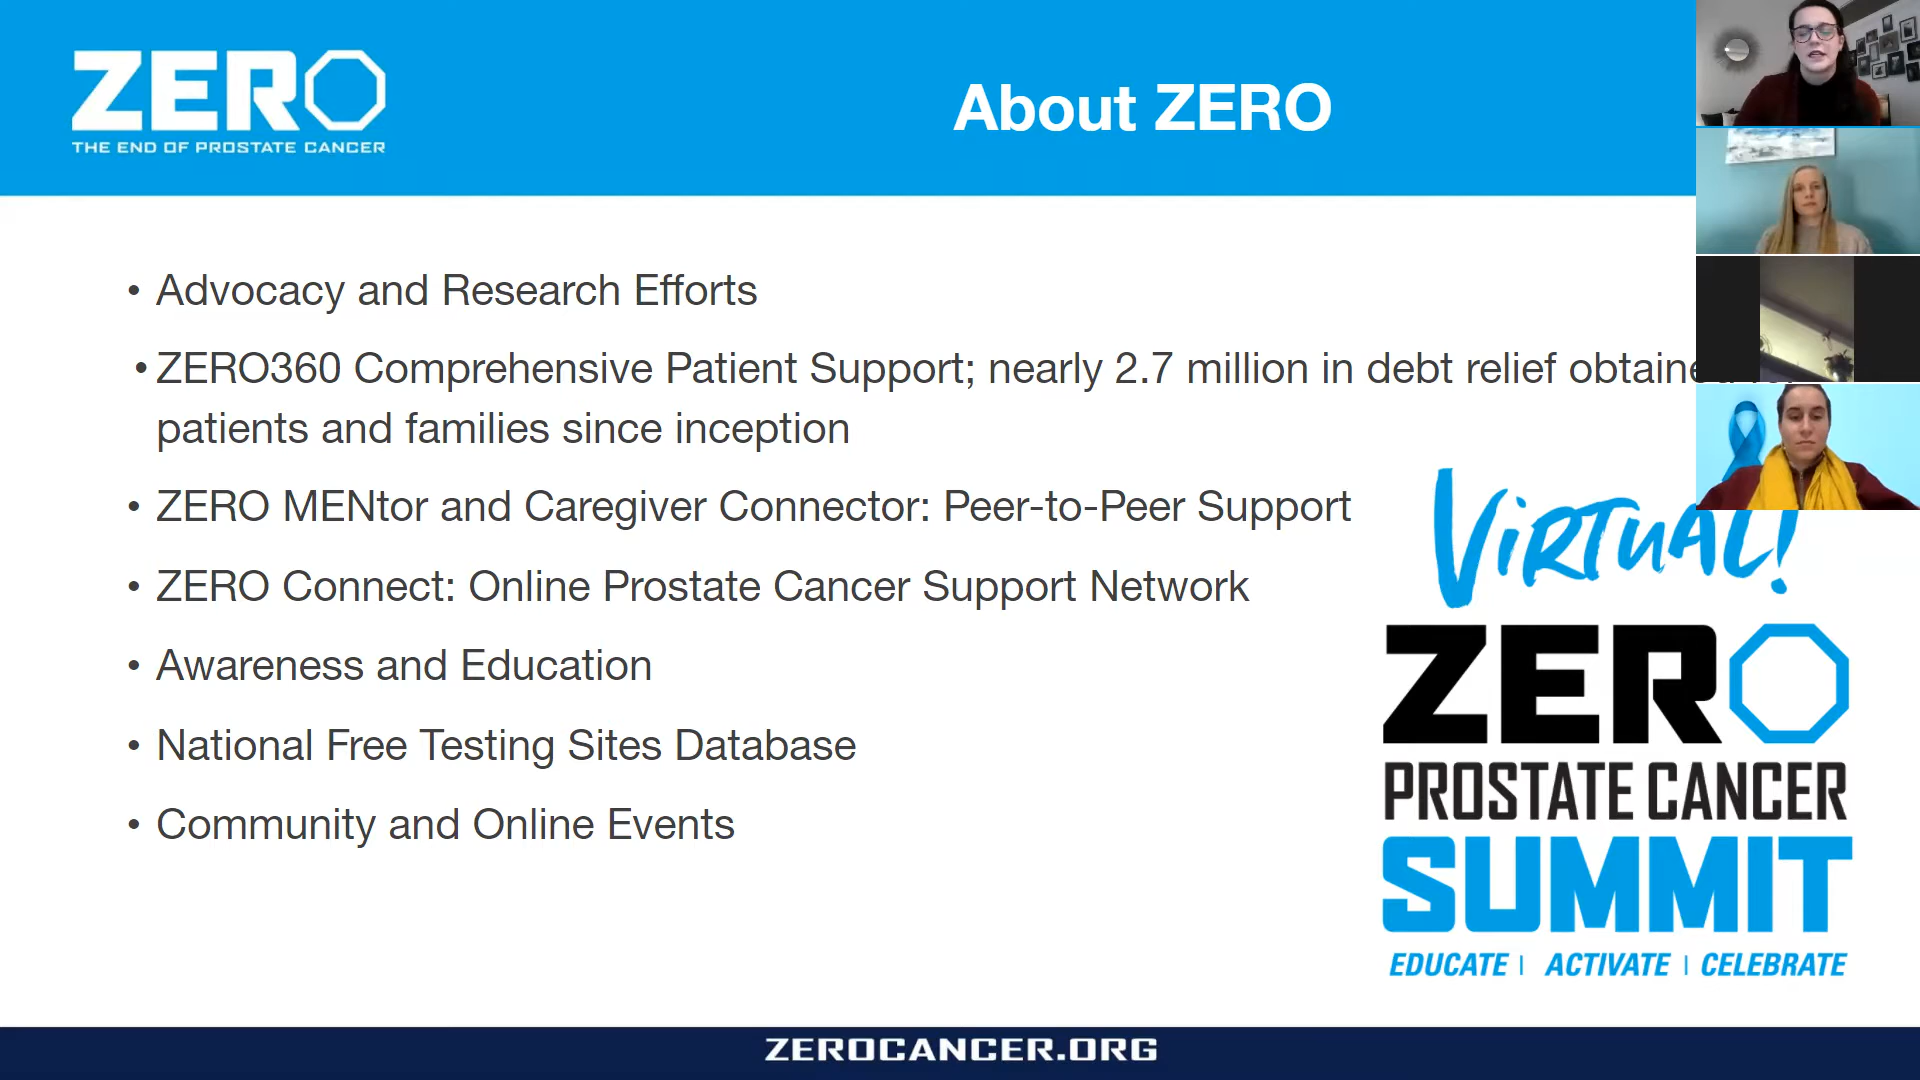 ZERO
THE END OF PROSTATE CANCER
About ZERO
• Advocacy and Research Efforts
• ZERO360 Comprehensive Patient Support; nearly 2.7 million in debt relief obtained
patients and families since inception
• ZERO MENtor and Caregiver Connector: Peer-to-Peer Support
• ZERO Connect: Online Prostate Cancer Support Network
• Awareness and Education
• National Free Testing Sites Database
• Community and Online Events
VIRTUAL!
ZERO
PROSTATE CANCER
SUMMIT
EDUCATE | ACTIVATE | CELEBRATE
ZEROCANCER.ORG